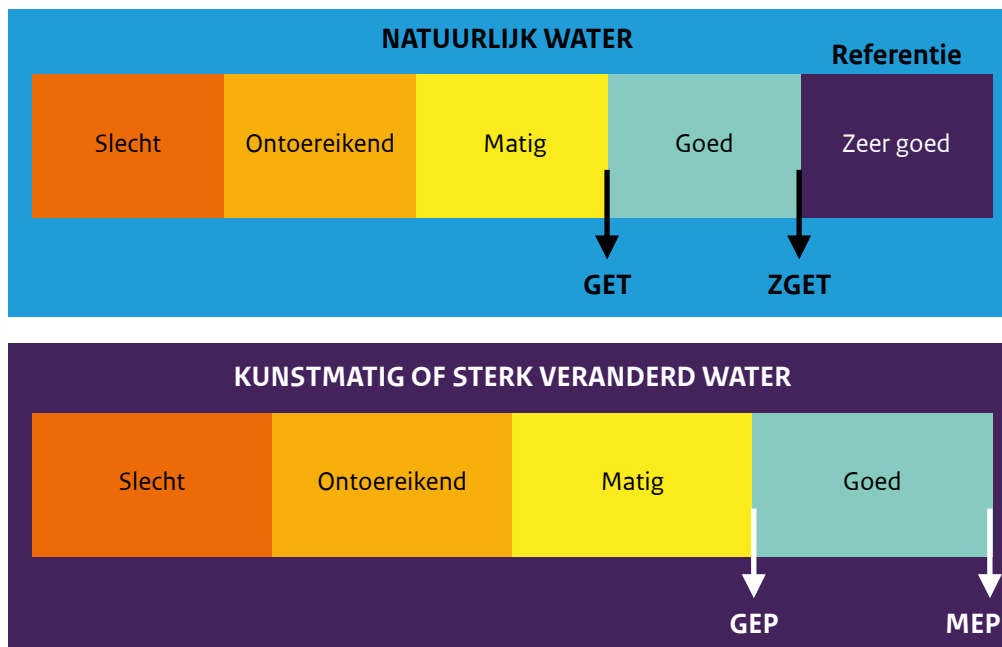 NATUURLIJK WATER
Referentie
Slecht
Ontoereikend
Matig
Goed
Zeer goed
GET
ZGET
KUNSTMATIG OF STERK VERANDERD WATER
Slecht
Ontoereikend
Matig
Goed
GEP
MEP